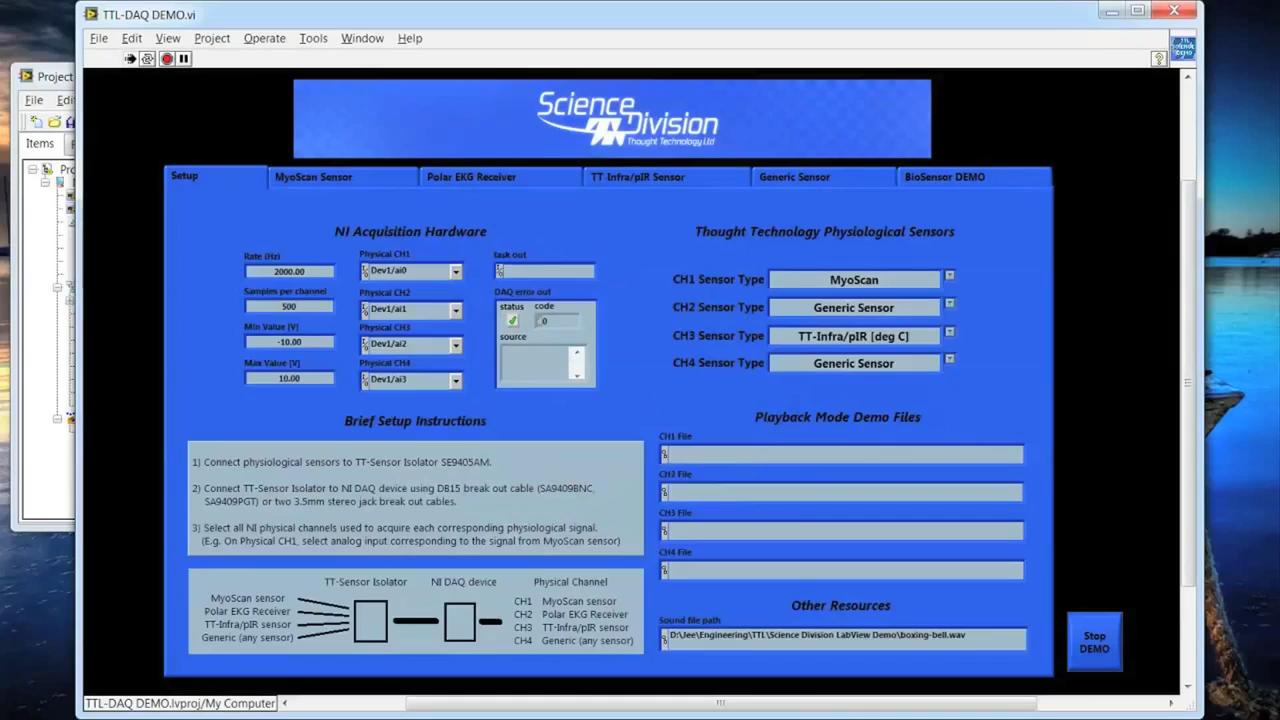 TTL-DAQ DEMO.vi
File Edit View Project Operate Tools Window Help
Project
File
Items
Science Division
Thought Technology Ltd
Setup
MyoScan Sensor
Polar EKG Receiver
TT-Infra/pIR Sensor
Generic Sensor
BioSensor DEMO
NI Acquisition Hardware
Rate (Hz)
2000.00
Samples per channel
500
Min Value [V]
-10.00
Max Value [V]
10.00
Physical CH1
Dev1/ai0
Physical CH2
Dev1/ai1
Physical CH3
Dev1/ai2
Physical CH4
Dev1/ai3
task out
DAQ error out
status code
0
source
Thought Technology Physiological Sensors
CH1 Sensor Type MyoScan
CH2 Sensor Type Generic Sensor
CH3 Sensor Type TT-Infra/pIR [deg C]
CH4 Sensor Type Generic Sensor
Brief Setup Instructions
1) Connect physiological sensors to TT-Sensor Isolator SE9405AM.
2) Connect TT-Sensor Isolator to NI DAQ device using DB15 break out cable (SA9409BNC,
SA9409PGT) or two 3.5mm stereo jack break out cables.
3) Select all NI physical channels used to acquire each corresponding physiological signal.
(E.g. On Physical CH1, select analog input corresponding to the signal from MyoScan sensor)
TT-Sensor Isolator NI DAQ device Physical Channel
MyoScan sensor
Polar EKG Receiver
TT-Infra/pIR sensor
Generic (any sensor)
CH1 MyoScan sensor
CH2 Polar EKG Receiver
CH3 TT-Infra/pIR sensor
CH4 Generic (any sensor)
Playback Mode Demo Files
CH1 File
CH2 File
CH3 File
CH4 File
Other Resources
Sound file path
D:\Jee\Engineering\TTL\Science Division LabView Demo\boxing-bell.wav
Stop
DEMO
TTL-DAQ DEMO.lvproj/My Computer